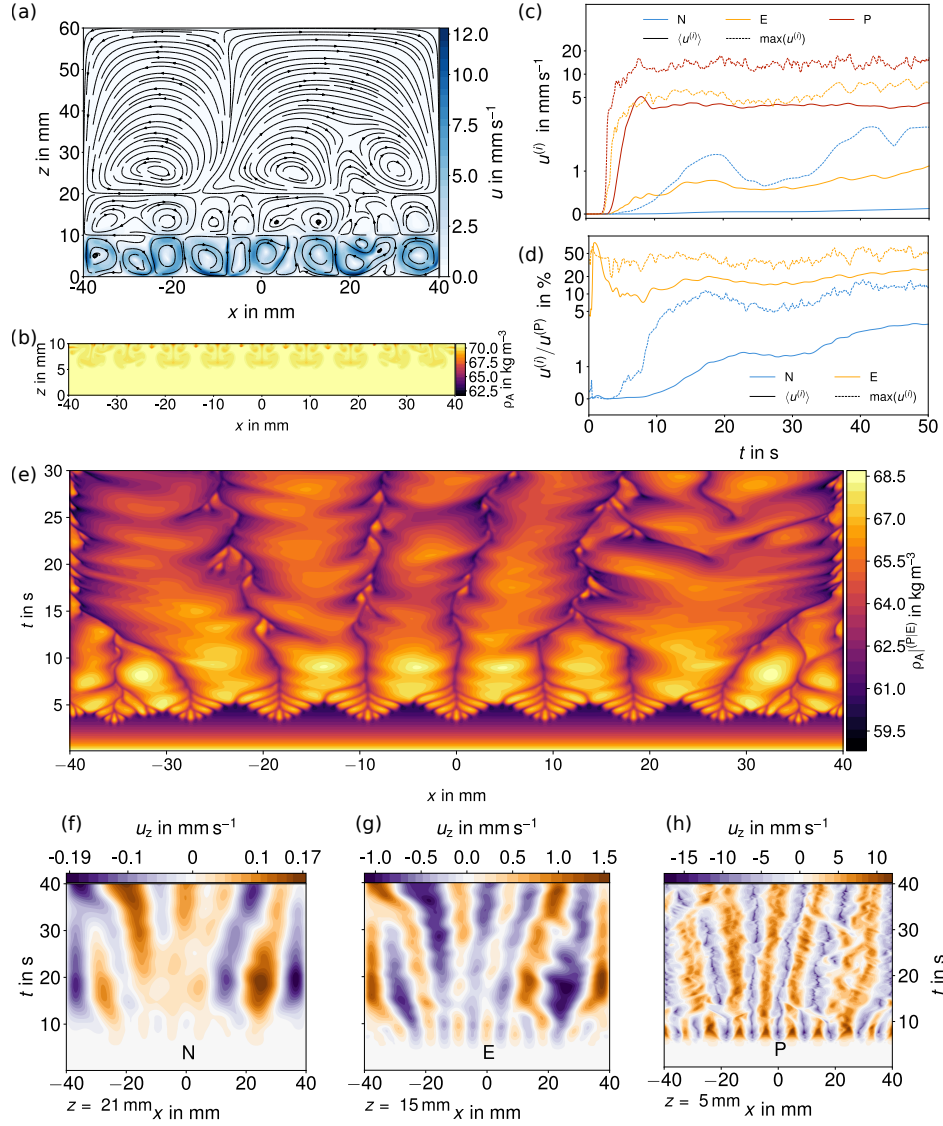 (a)
60
50
40
30
20
10
0
z in mm
-40 -20 0 20 40
x in mm
12.0
10.0
7.5
5.0
2.5
0.0
u in mm s⁻¹
(b)
10
5
0
z in mm
-40 -30 -20 -10 0 10 20 30 40
x in mm
70.0
67.5
65.0
62.5
ρA in kg m⁻³
(c)
N E P
⟨u⁽ⁱ⁾⟩ max(u⁽ⁱ⁾)
20
10
5
1
0
u⁽ⁱ⁾ in mm s⁻¹
(d)
50
20
10
5
1
0
u⁽ⁱ⁾/u⁽ᴾ⁾ in %
N E
⟨u⁽ⁱ⁾⟩ max(u⁽ⁱ⁾)
0 10 20 30 40 50
t in s
(e)
30
25
20
15
10
5
t in s
−40 −30 −20 −10 0 10 20 30 40
x in mm
68.5
67.0
65.5
64.0
62.5
61.0
59.5
ρA|⁽ᴾ|ᴱ⁾ in kg m⁻³
(f)
uz in mm s⁻¹
-0.19 -0.1 0 0.1 0.17
40
30
20
10
t in s
N
−40 −20 0 20 40
z = 21 mm x in mm
(g)
uz in mm s⁻¹
-1.0 -0.5 0.0 0.5 1.0 1.5
E
−40 −20 0 20 40
z = 15 mm x in mm
(h)
uz in mm s⁻¹
-15 -10 -5 0 5 10
40
30
20
10
t in s
P
−40 −20 0 20 40
z = 5 mm x in mm